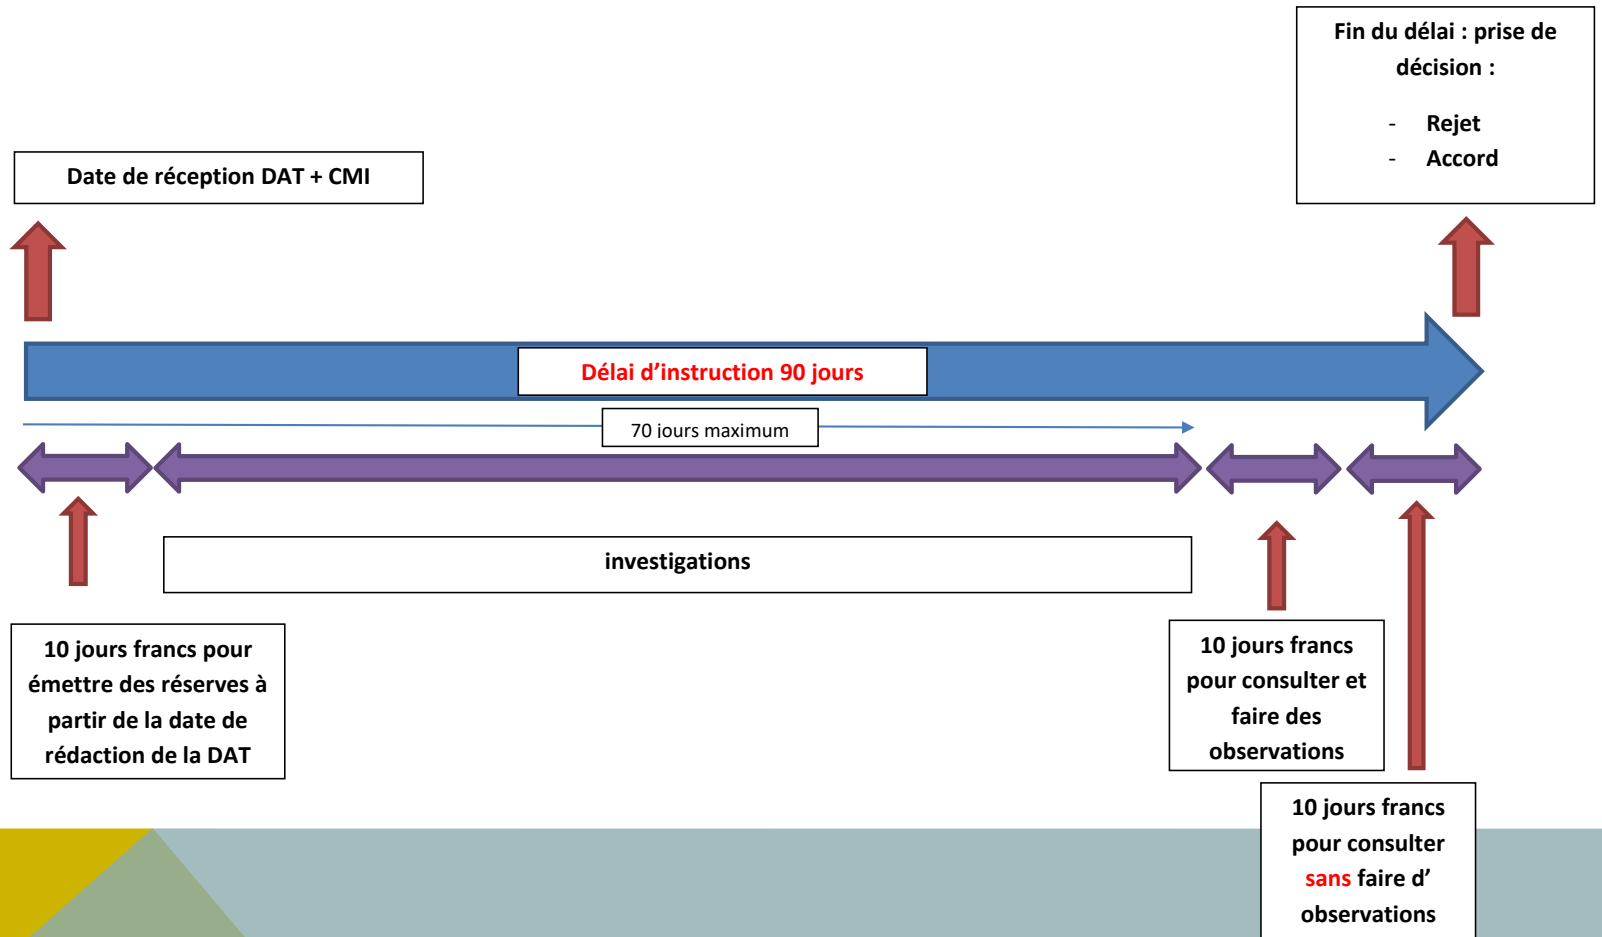 Fin du délai : prise de
décision :
- Rejet
- Accord
Date de réception DAT + CMI
Délai d’instruction 90 jours
70 jours maximum
investigations
10 jours francs pour
émettre des réserves à
partir de la date de
rédaction de la DAT
10 jours francs
pour consulter et
faire des
observations
10 jours francs
pour consulter
sans faire d’
observations